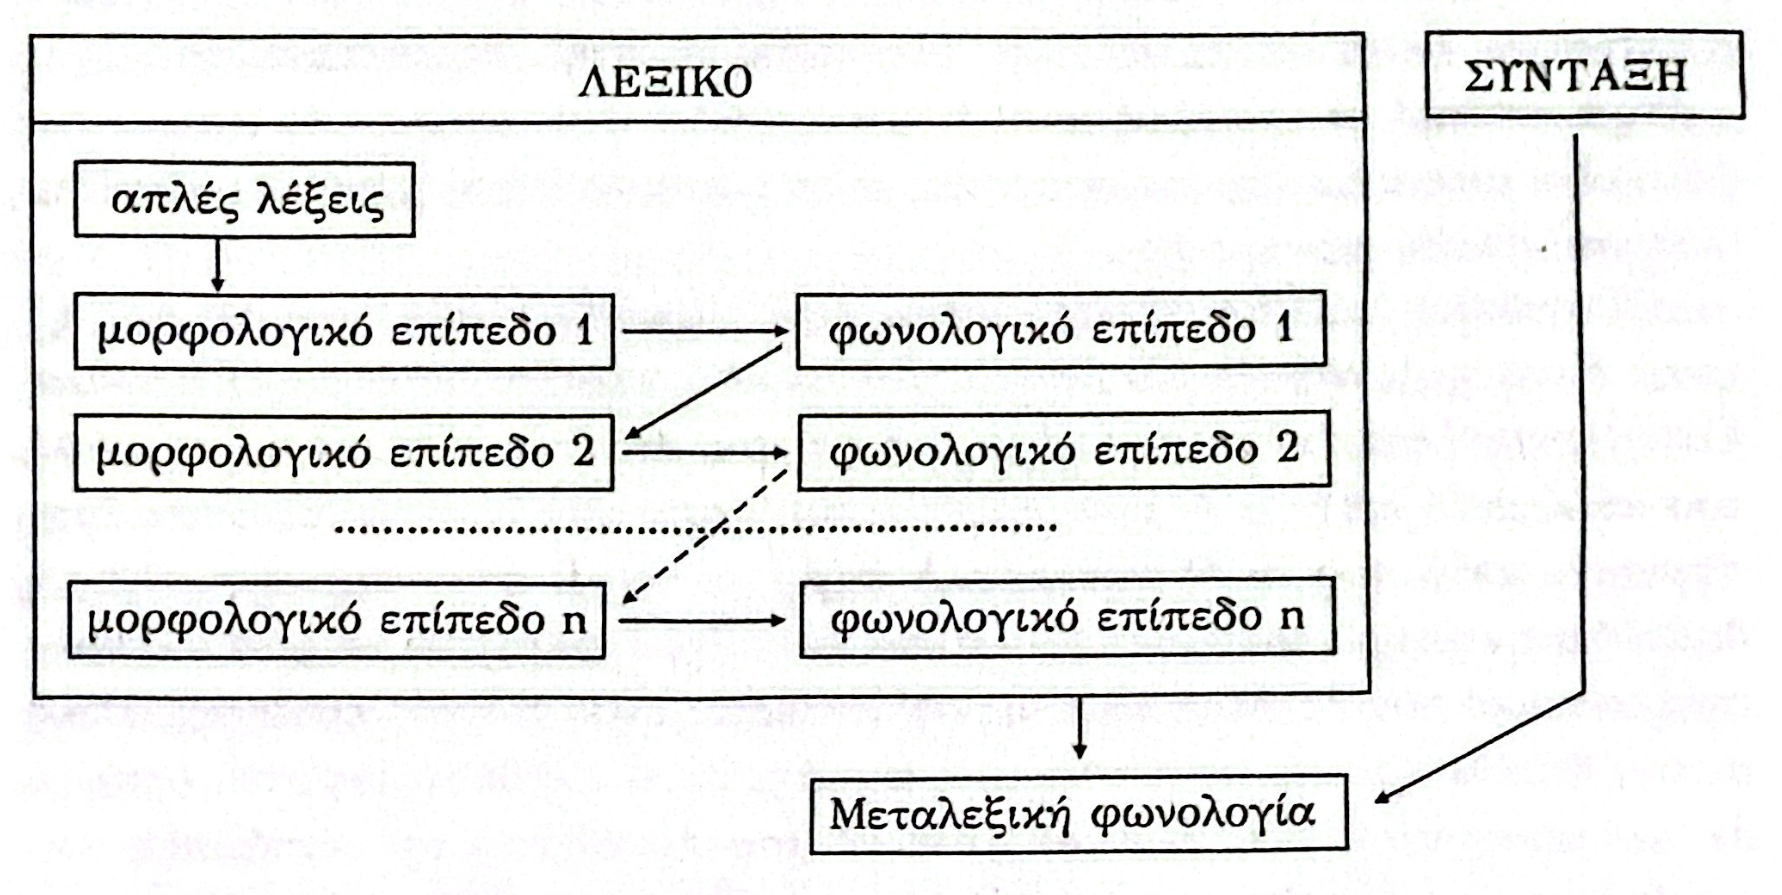 ΛΕΞΙΚΟ
ΣΥΝΤΑΞΗ
απλές λέξεις
μορφολογικό επίπεδο 1
φωνολογικό επίπεδο 1
μορφολογικό επίπεδο 2
φωνολογικό επίπεδο 2
μορφολογικό επίπεδο n
φωνολογικό επίπεδο n
Μεταλεξική φωνολογία